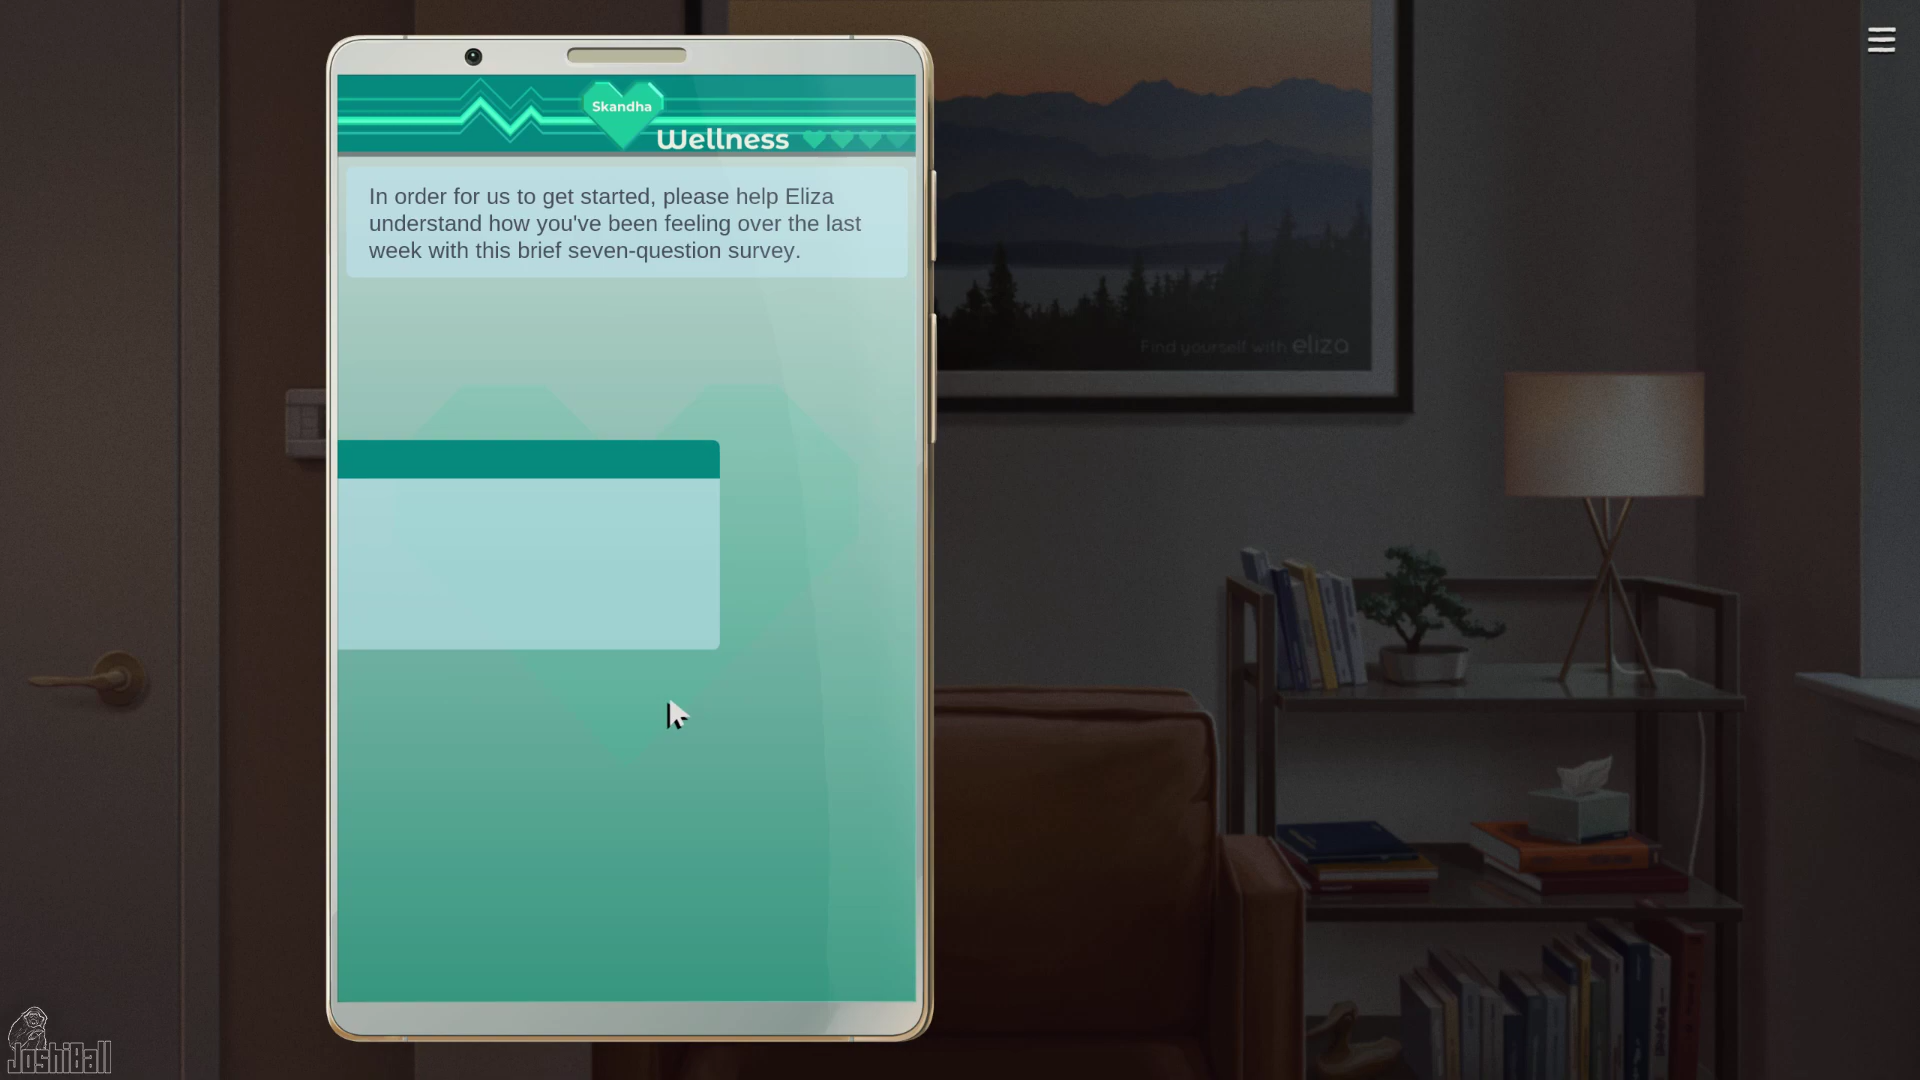 Skandha
Wellness
In order for us to get started, please help Eliza
understand how you've been feeling over the last
week with this brief seven-question survey.
Find yourself with eliza
JoshiBall